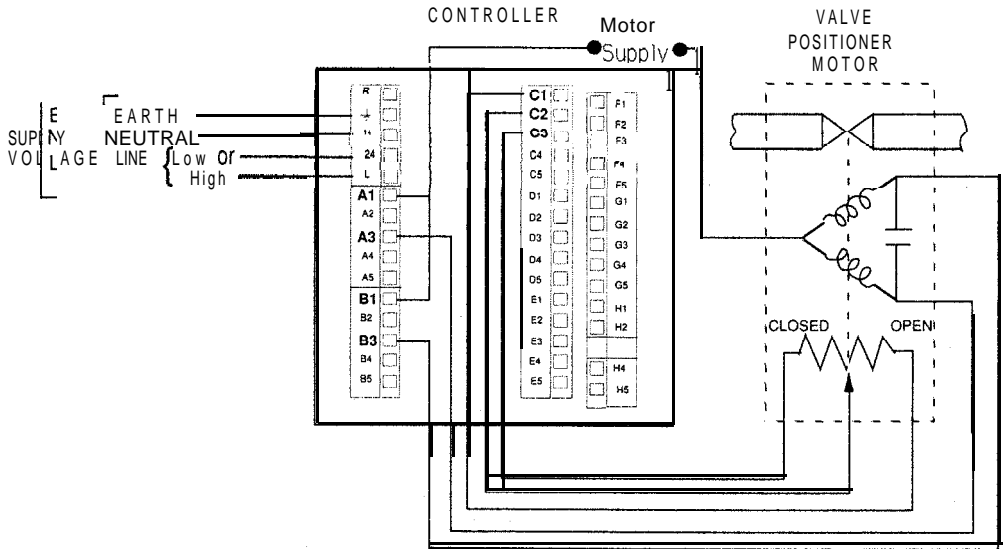 CONTROLLER
Motor
Supply
VALVE
POSITIONER
MOTOR
E
EARTH
N
NEUTRAL
VOLTAGE LINE
L
Low or
High
R
24
L
A1
A2
A3
A4
A5
B1
B2
B3
B4
B5
C1
C2
C3
C4
C5
D1
D2
D3
D4
D5
E1
E2
E3
E4
E5
F1
F2
F3
F4
F5
G1
G2
G3
G4
G5
H1
H2
H4
H5
CLOSED
OPEN